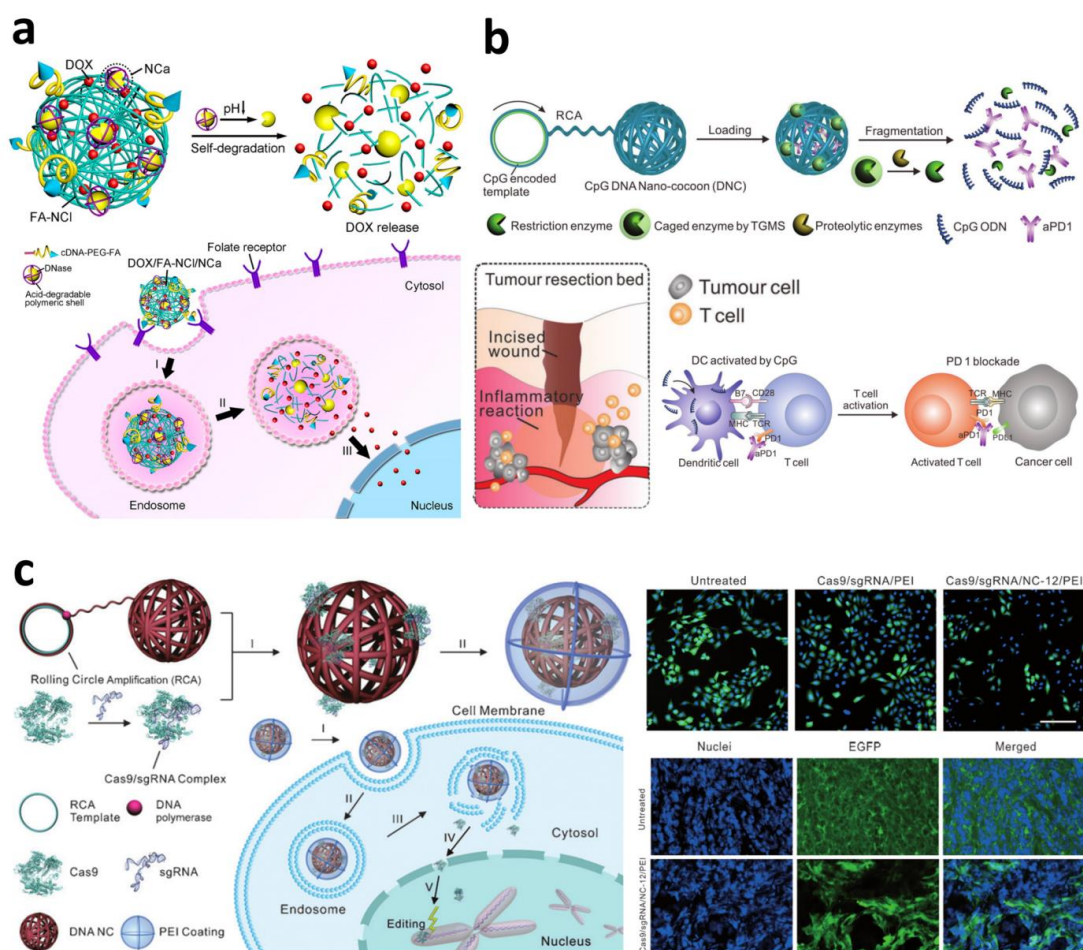 a
DOX
NCa
pH↓
Self-degradation
FA-NCl
DOX release
cDNA-PEG-FA
DNase
Acid-degradable
polymeric shell
DOX/FA-NCl/NCa
Folate receptor
Cytosol
I
II
III
Endosome
Nucleus
b
RCA
Loading
Fragmentation
CpG encoded
template
CpG DNA Nano-cocoon (DNC)
Restriction enzyme
Caged enzyme by TGMS
Proteolytic enzymes
CpG ODN
aPD1
Tumour resection bed
Incised
wound
Inflammatory
reaction
Tumour cell
T cell
DC activated by CpG
B7
CD28
MHC
TCR
PD1
aPD1
Dendritic cell
T cell
T cell
activation
PD 1 blockade
TCR
MHC
PD1
aPD1
PDL1
Activated T cell
Cancer cell
c
I
II
Rolling Circle Amplification (RCA)
Cas9/sgRNA Complex
RCA
Template
DNA
polymerase
Cas9
sgRNA
DNA NC
PEI Coating
Cell Membrane
I
II
III
IV
V
Cytosol
Endosome
Editing
Nucleus
Untreated
Cas9/sgRNA/PEI
Cas9/sgRNA/NC-12/PEI
Nuclei
EGFP
Merged
Untreated
Cas9/sgRNA/NC-12/PEI